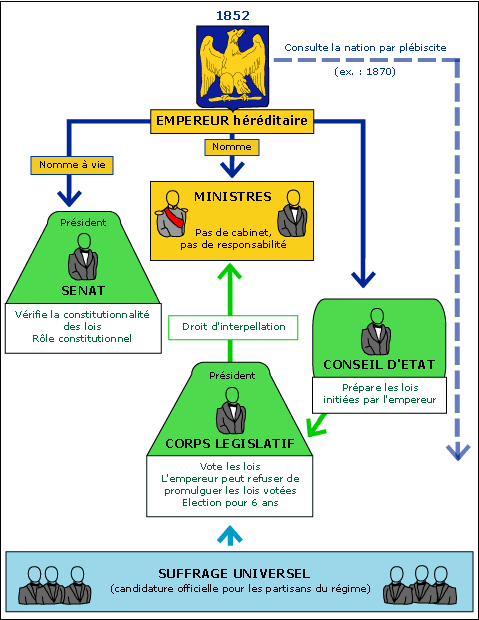 1852
Consulte la nation par plébiscite
(ex. : 1870)
EMPEREUR héréditaire
Nomme à vie
Nomme
MINISTRES
Pas de cabinet,
pas de responsabilité
Président
SENAT
Vérifie la constitutionnalité
des lois
Rôle constitutionnel
Droit d'interpellation
CONSEIL D'ETAT
Prépare les lois
initiées par l'empereur
Président
CORPS LEGISLATIF
Vote les lois
L'empereur peut refuser de
promulguer les lois votées
Election pour 6 ans
SUFFRAGE UNIVERSEL
(candidature officielle pour les partisans du régime)